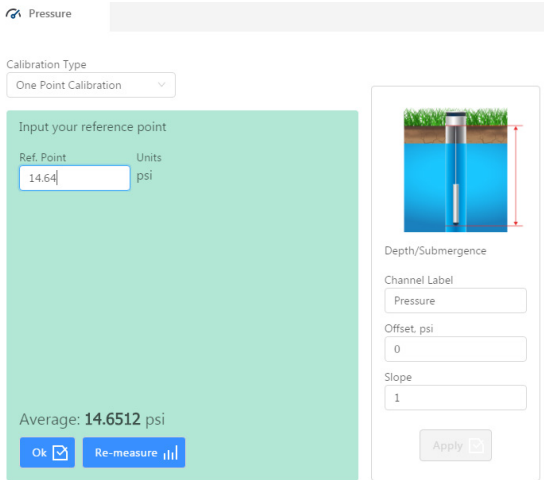 Pressure
Calibration Type
One Point Calibration
Input your reference point
Ref. Point Units
14.64 psi
Average: 14.6512 psi
Ok Re-measure
Depth/Submergence
Channel Label
Pressure
Offset, psi
0
Slope
1
Apply